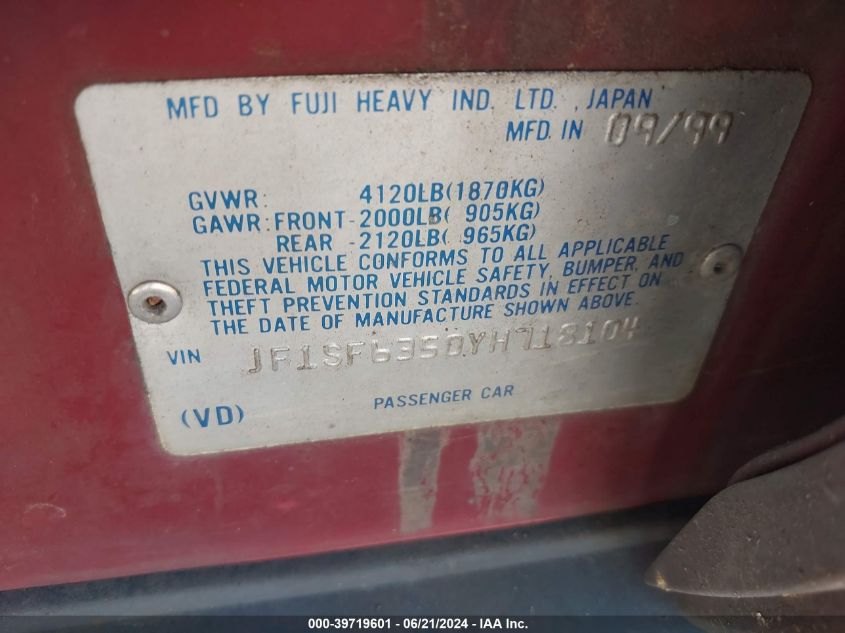 MFD BY FUJI HEAVY IND. LTD., JAPAN
MFD. IN 09/99
GVWR: 4120LB(1870KG)
GAWR: FRONT-2000LB( 905KG)
REAR -2120LB( 965KG)
THIS VEHICLE CONFORMS TO ALL APPLICABLE
FEDERAL MOTOR VEHICLE SAFETY, BUMPER, AND
THEFT PREVENTION STANDARDS IN EFFECT ON
THE DATE OF MANUFACTURE SHOWN ABOVE.
VIN JF1SF6350YH718104
(VD) PASSENGER CAR
000-39719601 - 06/21/2024 - IAA Inc.